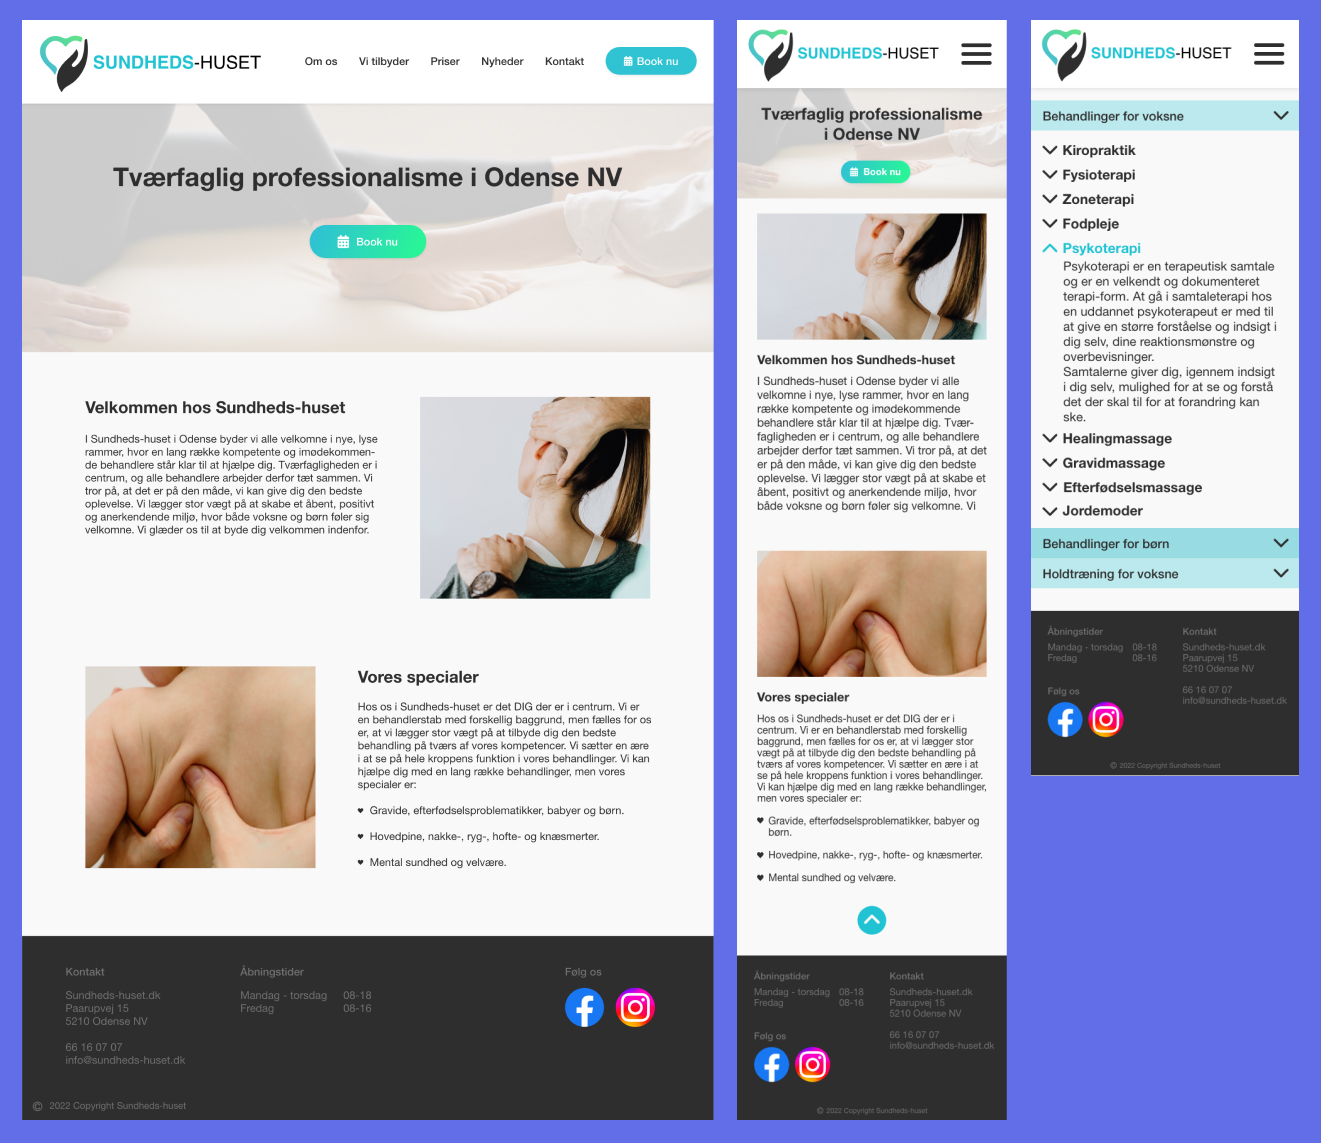 SUNDHEDS-HUSET
Om os Vi tilbyder Priser Nyheder Kontakt Book nu
Tværfaglig professionalisme i Odense NV
Book nu
Velkommen hos Sundheds-huset
I Sundheds-huset i Odense byder vi alle velkomne i nye, lyse
rammer, hvor en lang række kompetente og imødekommen-
de behandlere står klar til at hjælpe dig. Tværfagligheden er i
centrum, og alle behandlere arbejder derfor tæt sammen. Vi
tror på, at det er på den måde, vi kan give dig den bedste
oplevelse. Vi lægger stor vægt på at skabe et åbent, positivt
og anerkendende miljø, hvor både voksne og børn føler sig
velkomne. Vi glæder os til at byde dig velkommen indenfor.
Vores specialer
Hos os i Sundheds-huset er det DIG der er i centrum. Vi er
en behandlerstab med forskellig baggrund, men fælles for os
er, at vi lægger stor vægt på at tilbyde dig den bedste
behandling på tværs af vores kompetencer. Vi sætter en ære
i at se på hele kroppens funktion i vores behandlinger. Vi kan
hjælpe dig med en lang række behandlinger, men vores
specialer er:
♥ Gravide, efterfødselsproblematikker, babyer og børn.
♥ Hovedpine, nakke-, ryg-, hofte- og knæsmerter.
♥ Mental sundhed og velvære.
Kontakt
Sundheds-huset.dk
Paarupvej 15
5210 Odense NV
66 16 07 07
info@sundheds-huset.dk
Åbningstider
Mandag - torsdag 08-18
Fredag 08-16
Følg os
© 2022 Copyright Sundheds-huset
SUNDHEDS-HUSET
Tværfaglig professionalisme
i Odense NV
Book nu
Velkommen hos Sundheds-huset
I Sundheds-huset i Odense byder vi alle
velkomne i nye, lyse rammer, hvor en lang
række kompetente og imødekommende
behandlere står klar til at hjælpe dig. Tvær-
fagligheden er i centrum, og alle behandlere
arbejder derfor tæt sammen. Vi tror på, at det
er på den måde, vi kan give dig den bedste
oplevelse. Vi lægger stor vægt på at skabe et
åbent, positivt og anerkendende miljø, hvor
både voksne og børn føler sig velkomne. Vi
Vores specialer
Hos os i Sundheds-huset er det DIG der er i
centrum. Vi er en behandlerstab med forskellig
baggrund, men fælles for os er, at vi lægger stor
vægt på at tilbyde dig den bedste behandling på
tværs af vores kompetencer. Vi sætter en ære i at
se på hele kroppens funktion i vores behandlinger.
Vi kan hjælpe dig med en lang række behandlinger,
men vores specialer er:
♥ Gravide, efterfødselsproblematikker, babyer og
børn.
♥ Hovedpine, nakke-, ryg-, hofte- og knæsmerter.
♥ Mental sundhed og velvære.
Åbningstider
Mandag - torsdag 08-18
Fredag 08-16
Kontakt
Sundheds-huset.dk
Paarupvej 15
5210 Odense NV
66 16 07 07
info@sundheds-huset.dk
Følg os
© 2022 Copyright Sundheds-huset
SUNDHEDS-HUSET
Behandlinger for voksne
Kiropraktik
Fysioterapi
Zoneterapi
Fodpleje
Psykoterapi
Psykoterapi er en terapeutisk samtale
og er en velkendt og dokumenteret
terapi-form. At gå i samtaleterapi hos
en uddannet psykoterapeut er med til
at give en større forståelse og indsigt i
dig selv, dine reaktionsmønstre og
overbevisninger.
Samtalerne giver dig, igennem indsigt
i dig selv, mulighed for at se og forstå
det der skal til for at forandring kan
ske.
Healingmassage
Gravidmassage
Efterfødselsmassage
Jordemoder
Behandlinger for børn
Holdtræning for voksne
Åbningstider
Mandag - torsdag 08-18
Fredag 08-16
Kontakt
Sundheds-huset.dk
Paarupvej 15
5210 Odense NV
66 16 07 07
info@sundheds-huset.dk
Følg os
© 2022 Copyright Sundheds-huset